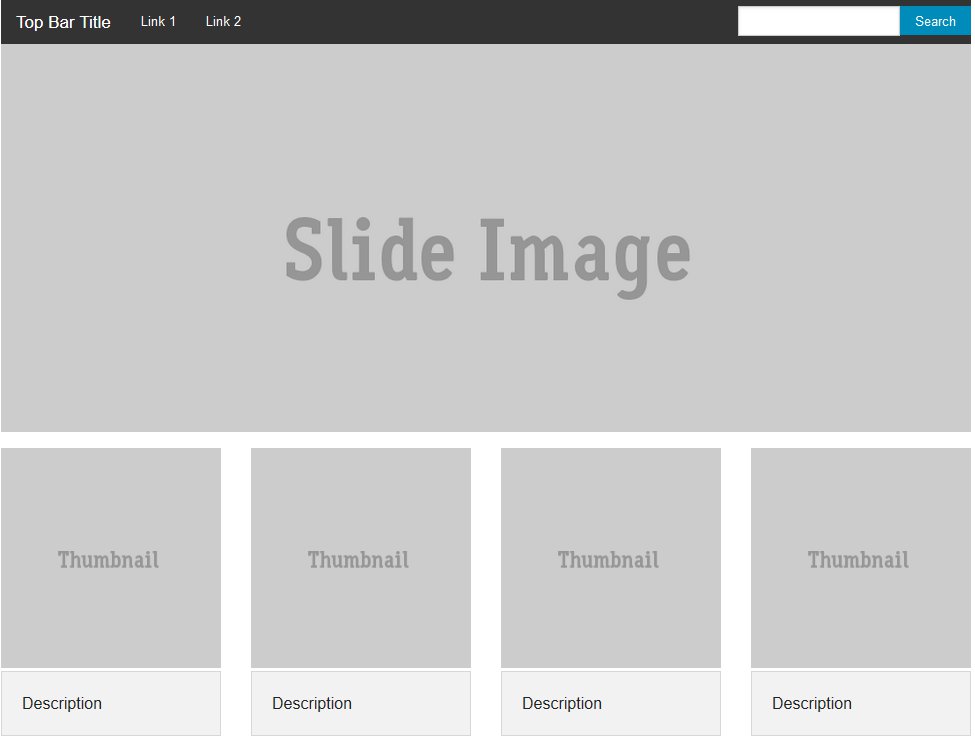 Top Bar Title Link 1 Link 2 Search
Slide Image
Thumbnail Thumbnail Thumbnail Thumbnail
Description Description Description Description